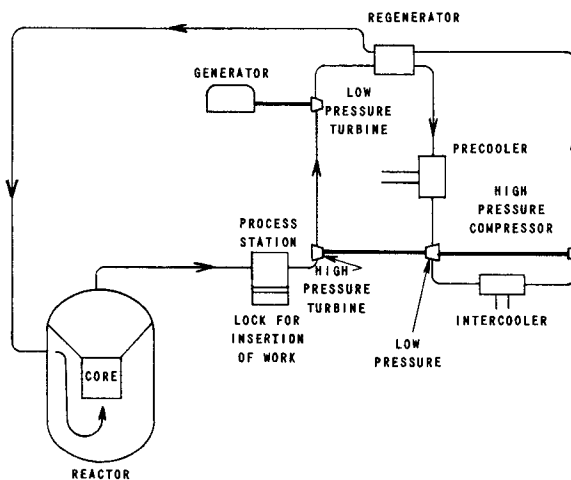 REGENERATOR
GENERATOR
LOW
PRESSURE
TURBINE
PRECOOLER
HIGH
PRESSURE
COMPRESSOR
PROCESS
STATION
HIGH
PRESSURE
TURBINE
LOCK FOR
INSERTION
OF WORK
INTERCOOLER
LOW
PRESSURE
CORE
REACTOR